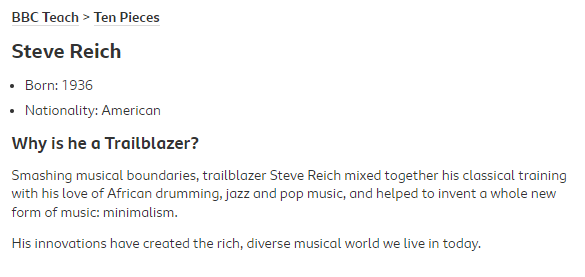 BBC Teach > Ten Pieces
Steve Reich
• Born: 1936
• Nationality: American
Why is he a Trailblazer?
Smashing musical boundaries, trailblazer Steve Reich mixed together his classical training
with his love of African drumming, jazz and pop music, and helped to invent a whole new
form of music: minimalism.
His innovations have created the rich, diverse musical world we live in today.